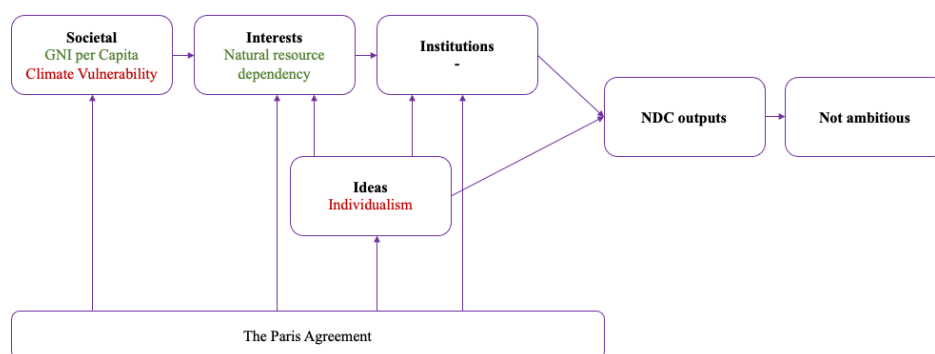 Societal
GNI per Capita
Climate Vulnerability
Interests
Natural resource
dependency
Institutions
-
Ideas
Individualism
NDC outputs
Not ambitious
The Paris Agreement